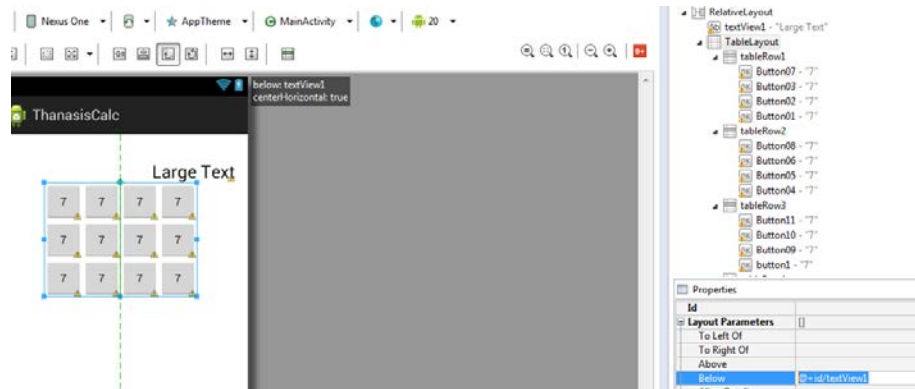 Nexus One
AppTheme
MainActivity
20
below: textView1
centerHorizontal: true
ThanasisCalc
Large Text
7 7 7 7
7 7 7 7
7 7 7 7
RelativeLayout
textView1 - "Large Text"
TableLayout
tableRow1
Button07 - "7"
Button03 - "7"
Button02 - "7"
Button01 - "7"
tableRow2
Button08 - "7"
Button06 - "7"
Button05 - "7"
Button04 - "7"
tableRow3
Button11 - "7"
Button10 - "7"
Button09 - "7"
button1 - "7"
Properties
Id
Layout Parameters []
To Left Of
To Right Of
Above
Below @+id/textView1